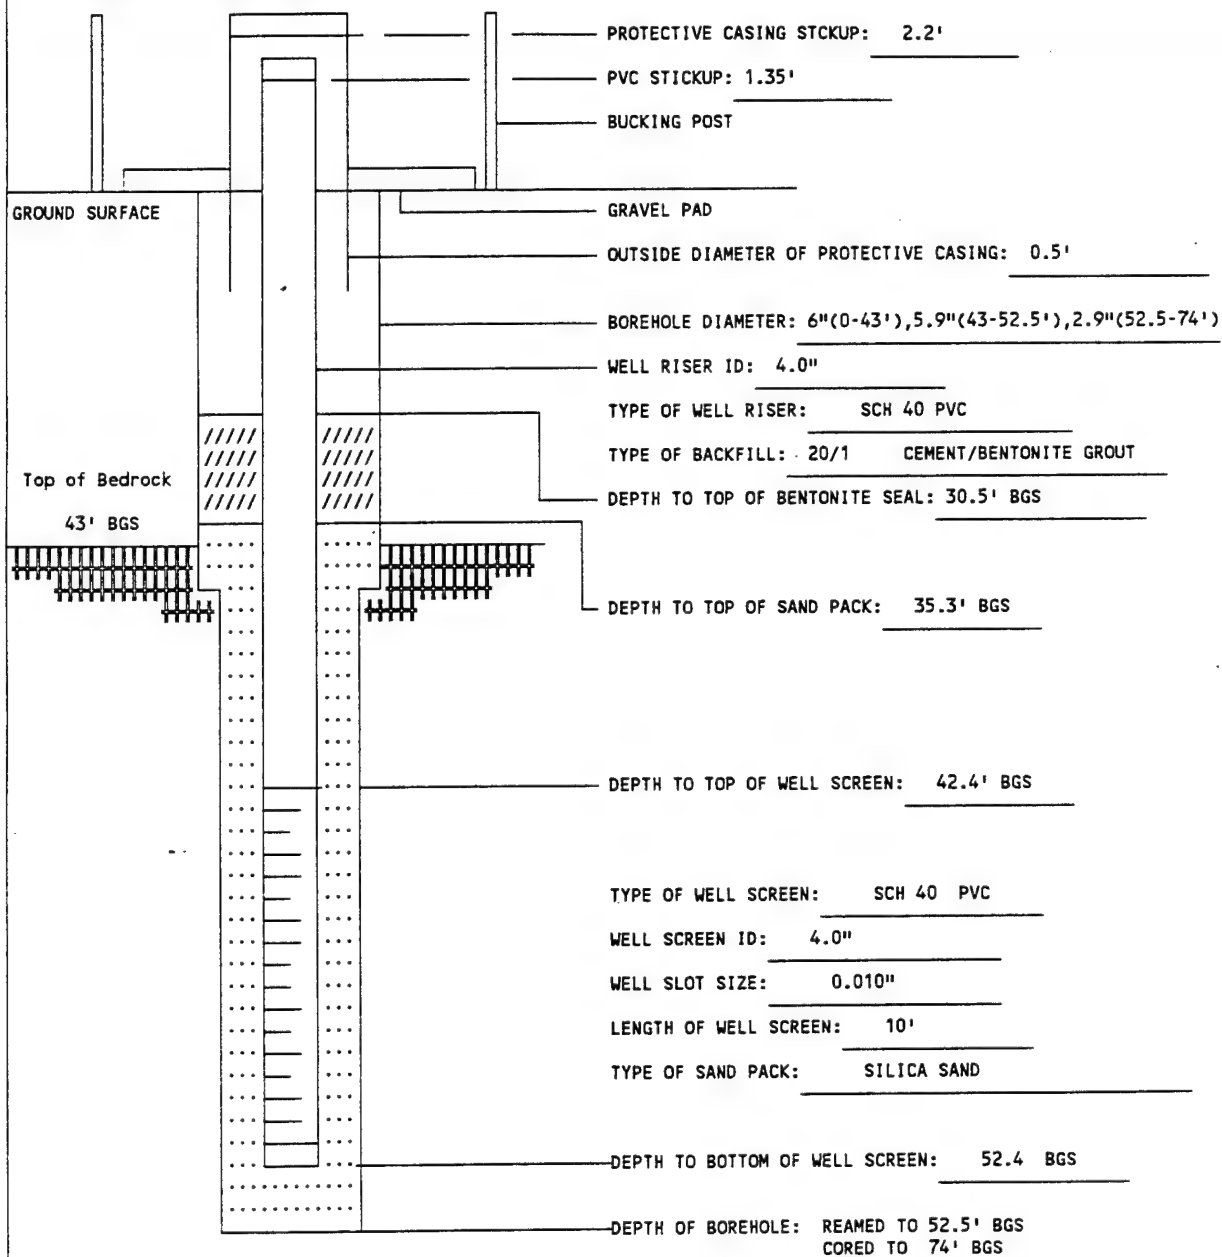 PROTECTIVE CASING STCKUP: 2.2'
PVC STICKUP: 1.35'
BUCKING POST
GROUND SURFACE
GRAVEL PAD
OUTSIDE DIAMETER OF PROTECTIVE CASING: 0.5'
BOREHOLE DIAMETER: 6"(0-43'),5.9"(43-52.5'),2.9"(52.5-74')
WELL RISER ID: 4.0"
TYPE OF WELL RISER: SCH 40 PVC
TYPE OF BACKFILL: 20/1 CEMENT/BENTONITE GROUT
Top of Bedrock
43' BGS
DEPTH TO TOP OF BENTONITE SEAL: 30.5' BGS
DEPTH TO TOP OF SAND PACK: 35.3' BGS
DEPTH TO TOP OF WELL SCREEN: 42.4' BGS
TYPE OF WELL SCREEN: SCH 40 PVC
WELL SCREEN ID: 4.0"
WELL SLOT SIZE: 0.010"
LENGTH OF WELL SCREEN: 10'
TYPE OF SAND PACK: SILICA SAND
DEPTH TO BOTTOM OF WELL SCREEN: 52.4 BGS
DEPTH OF BOREHOLE: REAMED TO 52.5' BGS
CORED TO 74' BGS